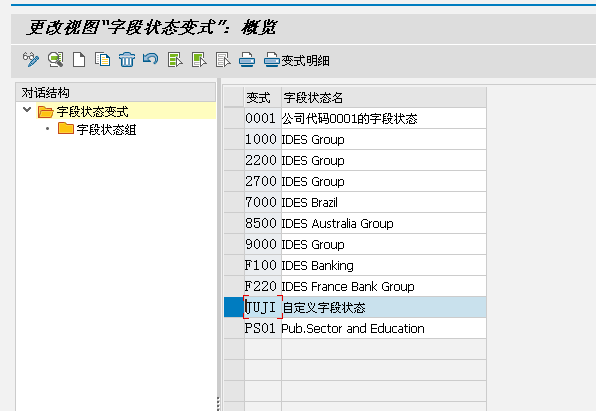 更改视图“字段状态变式”：概览
变式明细
对话结构
字段状态变式
字段状态组
变式 字段状态名
0001 公司代码0001的字段状态
1000 IDES Group
2200 IDES Group
2700 IDES Group
7000 IDES Brazil
8500 IDES Australia Group
9000 IDES Group
F100 IDES Banking
F220 IDES France Bank Group
JUJI 自定义字段状态
PS01 Pub.Sector and Education